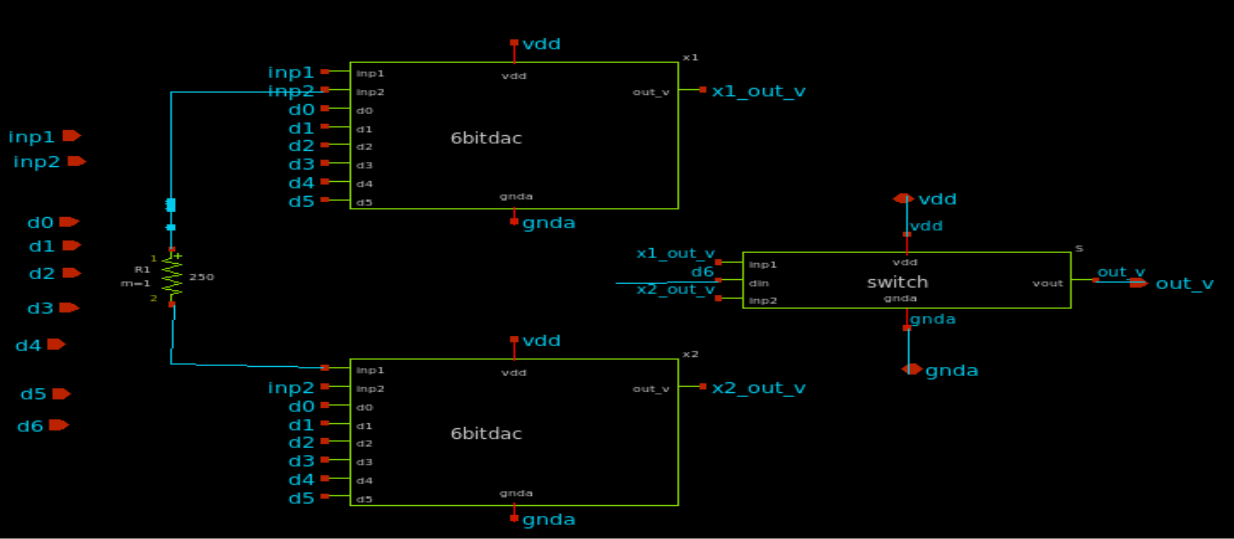 vdd
x1
inp1 inp1 vdd
inp2 inp2 out_v x1_out_v
d0 d0
d1 d1
inp1
6bitdac
d2 d2
inp2
d3 d3
d4 d4
d5 d5 gnda
gnda
vdd
d0
vdd
d1
x1_out_v
S
inp1 vdd
d6
d2
1
R1 250
m=1
2
din switch vout out_v out_v
x2_out_v
inp2 gnda
d3
gnda
vdd
d4
x2
inp1 vdd
gnda
inp2 inp2 out_v x2_out_v
d5
d0 d0
d1 d1
d6
6bitdac
d2 d2
d3 d3
d4 d4
d5 d5 gnda
gnda